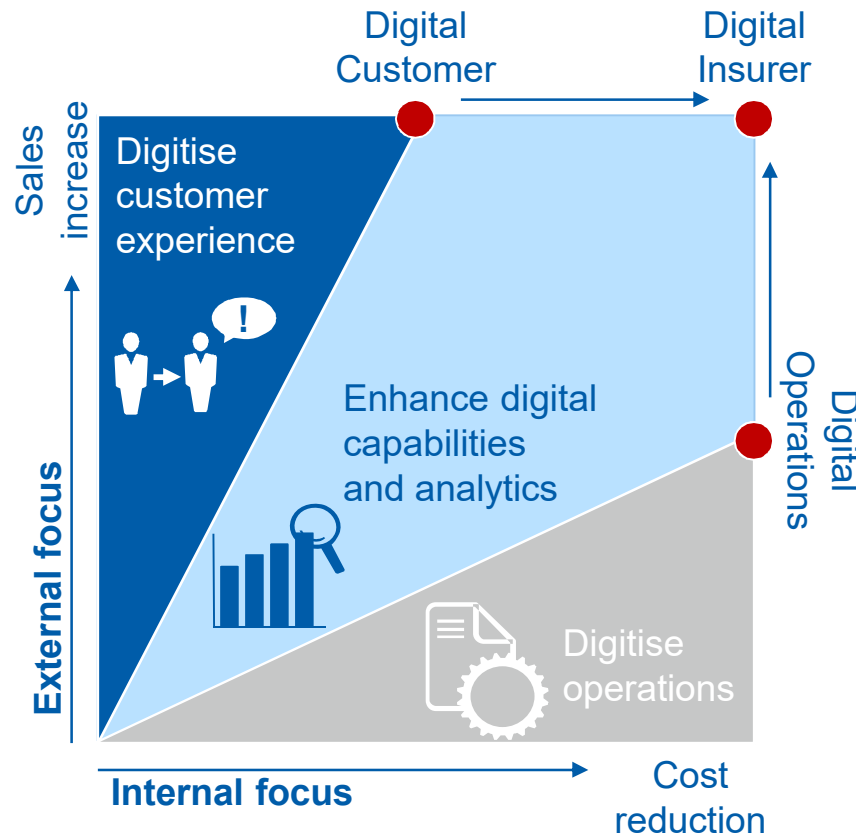 Digital
Customer
Digital
Insurer
Sales
increase
Digitise
customer
experience
!
External focus
Enhance digital
capabilities
and analytics
Digital
Operations
Digitise
operations
Internal focus
Cost
reduction